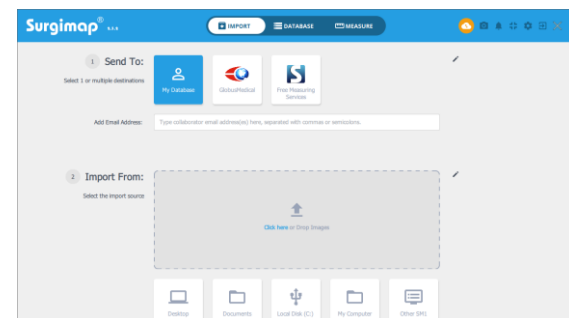 Surgimap®
IMPORT
DATABASE
MEASURE
1 Send To:
Select 1 or multiple destinations
My Database
GlobusMedical
Free Measuring
Services
Add Email Address:
Type collaborator email address(es) here, separated with commas or semicolons.
2 Import From:
Select the import source
Click here or Drop Images
Desktop
Documents
Local Disk (C:)
My Computer
Other SMG